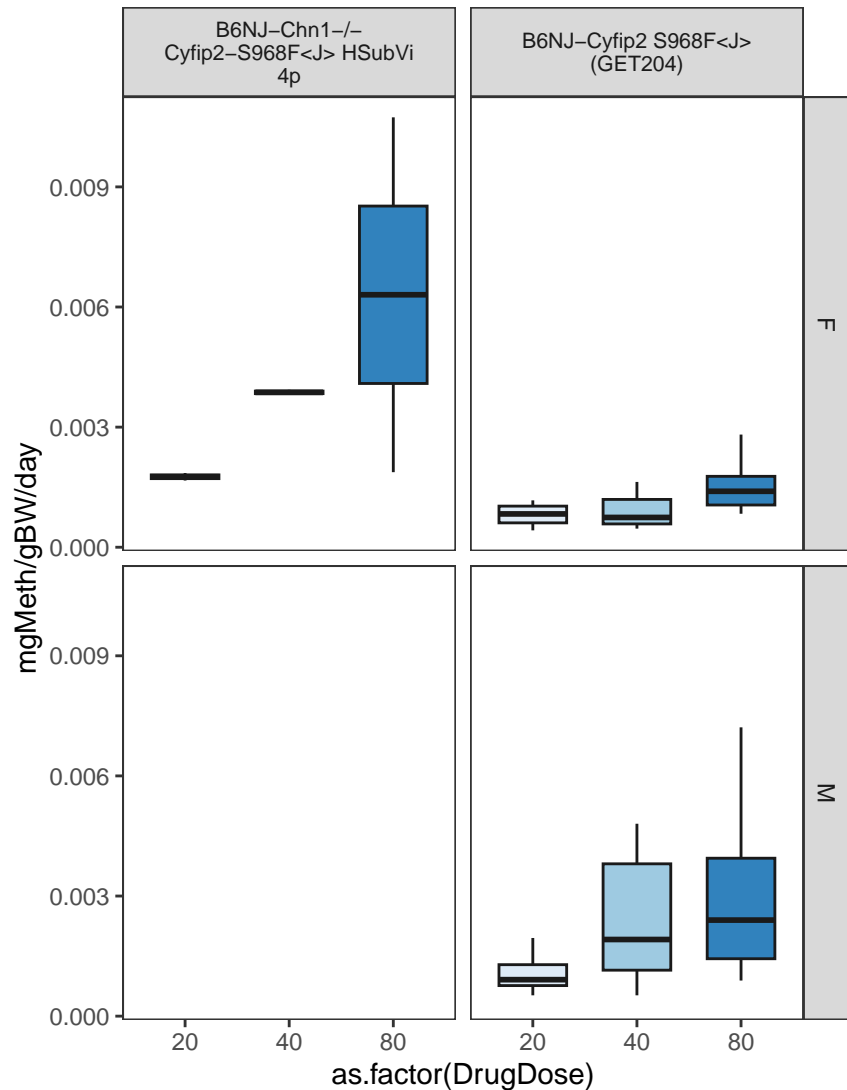 B6NJ−Chn1−/−
Cyfip2−S968F<J> HSubVi
4p
B6NJ−Cyfip2 S968F<J>
(GET204)
0.009
0.006
0.003
0.000
F
mgMeth/gBW/day
0.009
0.006
0.003
0.000
M
20 40 80 20 40 80
as.factor(DrugDose)